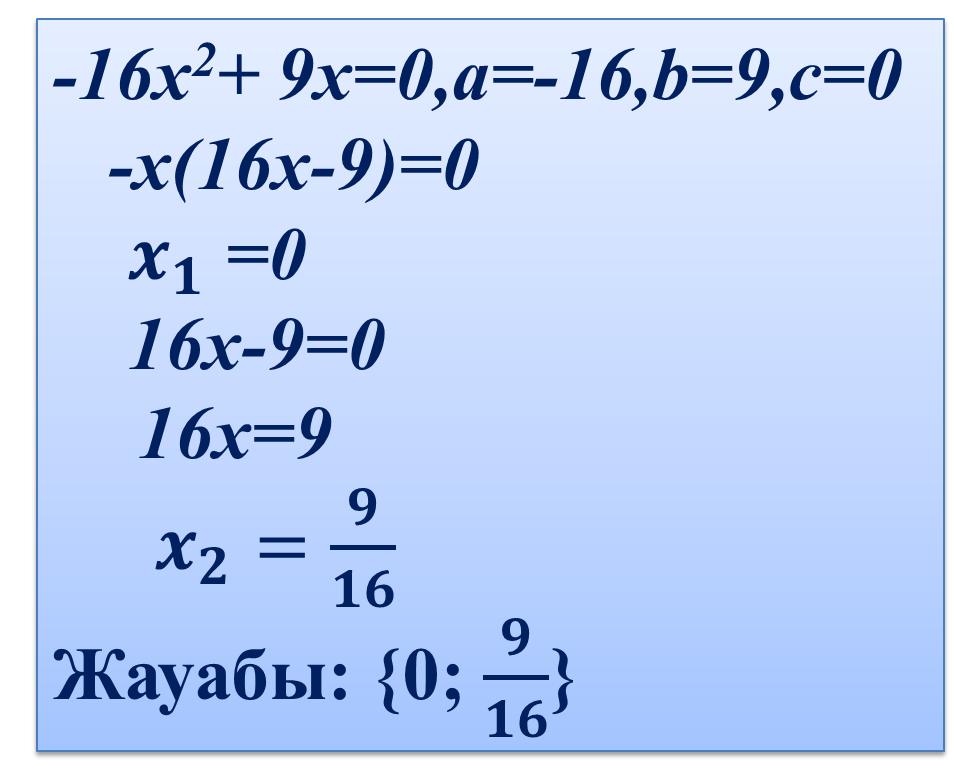 -16x²+ 9x=0,a=-16,b=9,c=0
-x(16x-9)=0
x₁ =0
16x-9=0
16x=9
x₂ = 9/16
Жауабы: {0; 9/16}